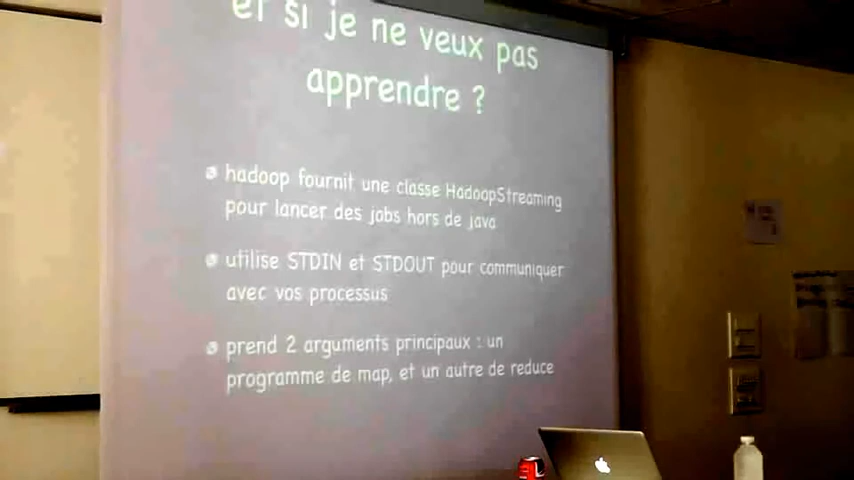 et si je ne veux pas
apprendre ?
hadoop fournit une classe HadoopStreaming
pour lancer des jobs hors de java
utilise STDIN et STDOUT pour communiquer
avec vos processus
prend 2 arguments principaux : un
programme de map, et un autre de reduce